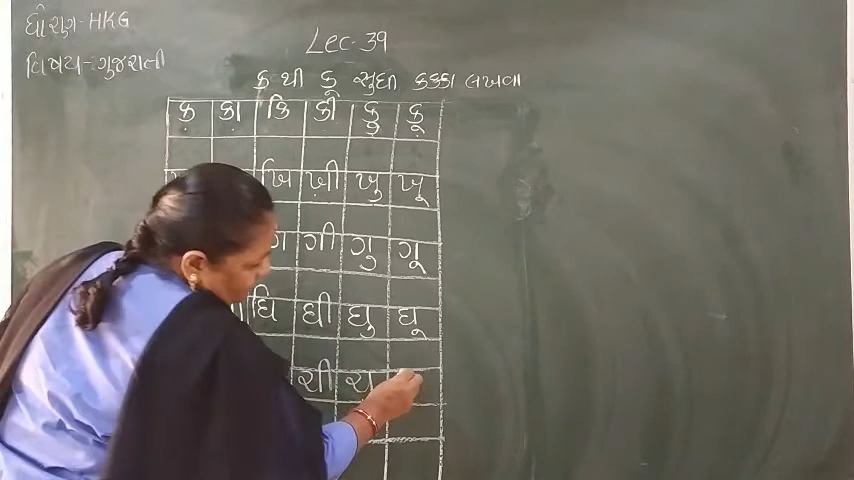 ધોરણ - HKG
વિષય - ગુજરાતી
Lec- 39
ક થી કૂ સુધી કક્કો લખવા
ક કા કિ કી કુ કૂ
ખિ ખી ખુ ખૂ
ગી ગુ ગૂ
ઘિ ઘી ઘુ ઘૂ
ચી ચ